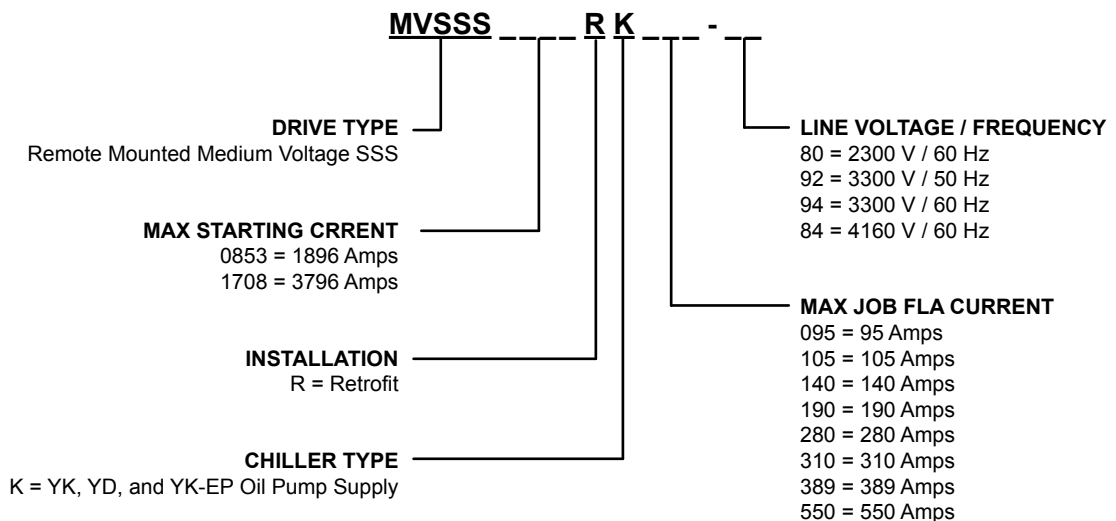 MVSSS _ _ _ _ R K _ _ _ - _ _
DRIVE TYPE
Remote Mounted Medium Voltage SSS
MAX STARTING CRRENT
0853 = 1896 Amps
1708 = 3796 Amps
INSTALLATION
R = Retrofit
CHILLER TYPE
K = YK, YD, and YK-EP Oil Pump Supply
LINE VOLTAGE / FREQUENCY
80 = 2300 V / 60 Hz
92 = 3300 V / 50 Hz
94 = 3300 V / 60 Hz
84 = 4160 V / 60 Hz
MAX JOB FLA CURRENT
095 = 95 Amps
105 = 105 Amps
140 = 140 Amps
190 = 190 Amps
280 = 280 Amps
310 = 310 Amps
389 = 389 Amps
550 = 550 Amps